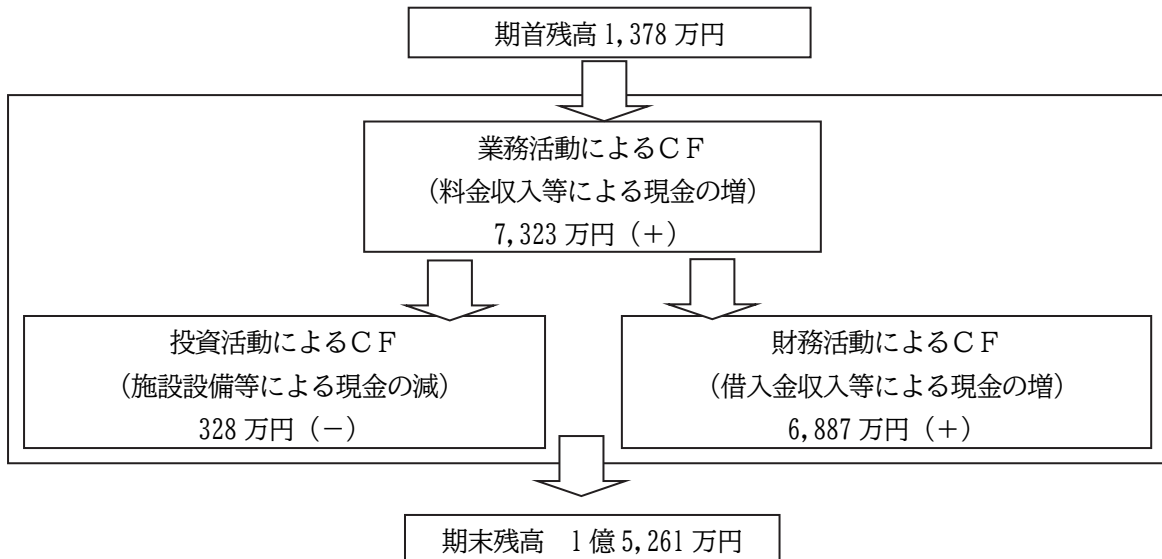 期首残高 1,378 万円
業務活動によるＣＦ
（料金収入等による現金の増）
7,323 万円（＋）
投資活動によるＣＦ
（施設設備等による現金の減）
328 万円（－）
財務活動によるＣＦ
（借入金収入等による現金の増）
6,887 万円（＋）
期末残高　1 億 5,261 万円